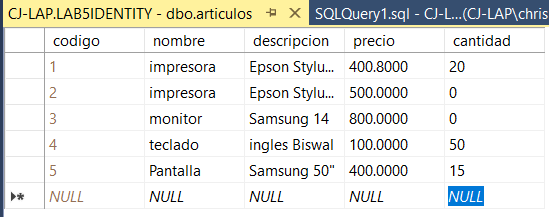 CJ-LAP.LAB5IDENTITY - dbo.articulos SQLQuery1.sql - CJ-L...(CJ-LAP\chris
codigo nombre descripcion precio cantidad
1 impresora Epson Stylu... 400.8000 20
2 impresora Epson Stylu... 500.0000 0
3 monitor Samsung 14 800.0000 0
4 teclado ingles Biswal 100.0000 50
5 Pantalla Samsung 50" 400.0000 15
NULL NULL NULL NULL NULL